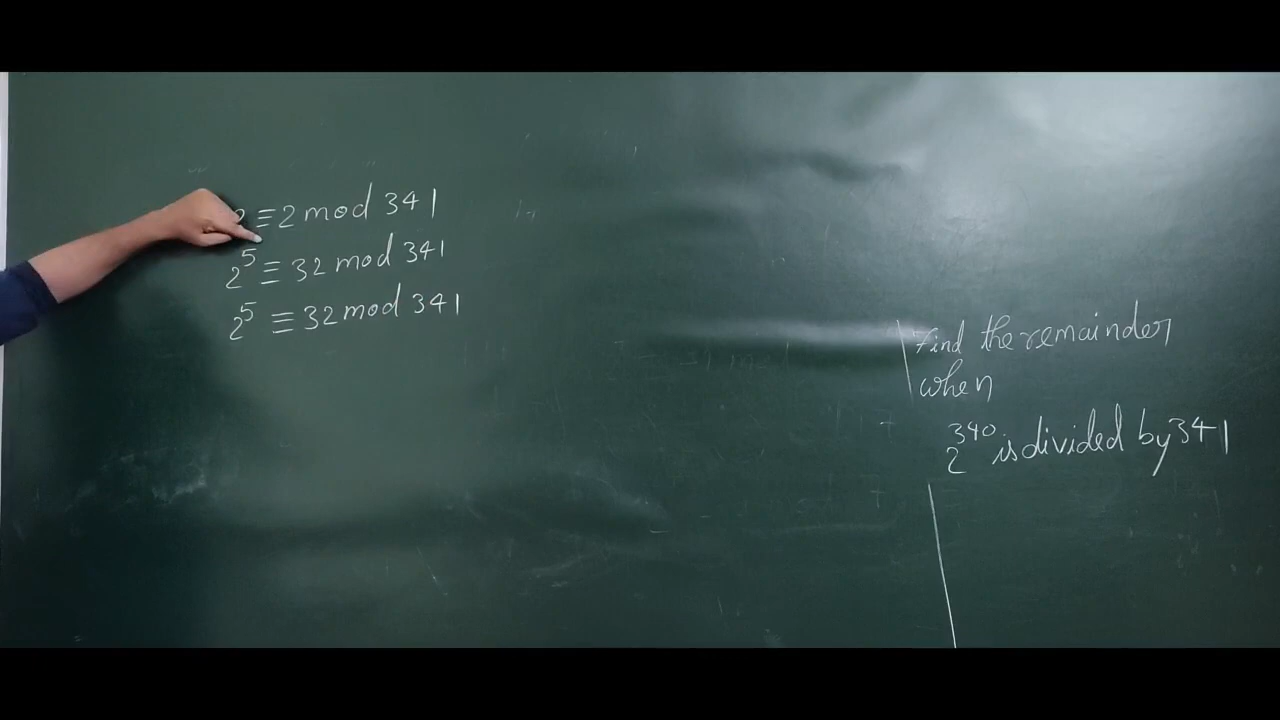 2 ≡ 2 mod 341
2^5 ≡ 32 mod 341
2^5 ≡ 32 mod 341
Find the remainder
when
2^340 is divided by 341